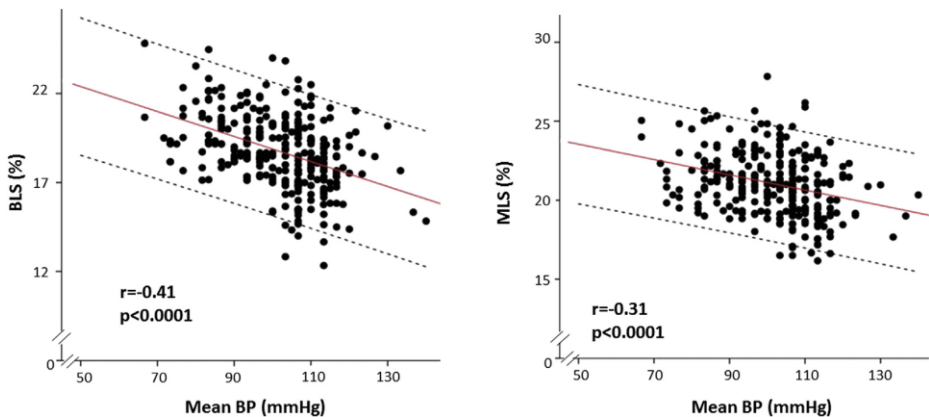 BLS (%)
22
17
12
0
r=-0.41
p<0.0001
50 70 90 110 130
Mean BP (mmHg)
MLS (%)
30
25
20
15
0
r=-0.31
p<0.0001
50 70 90 110 130
Mean BP (mmHg)